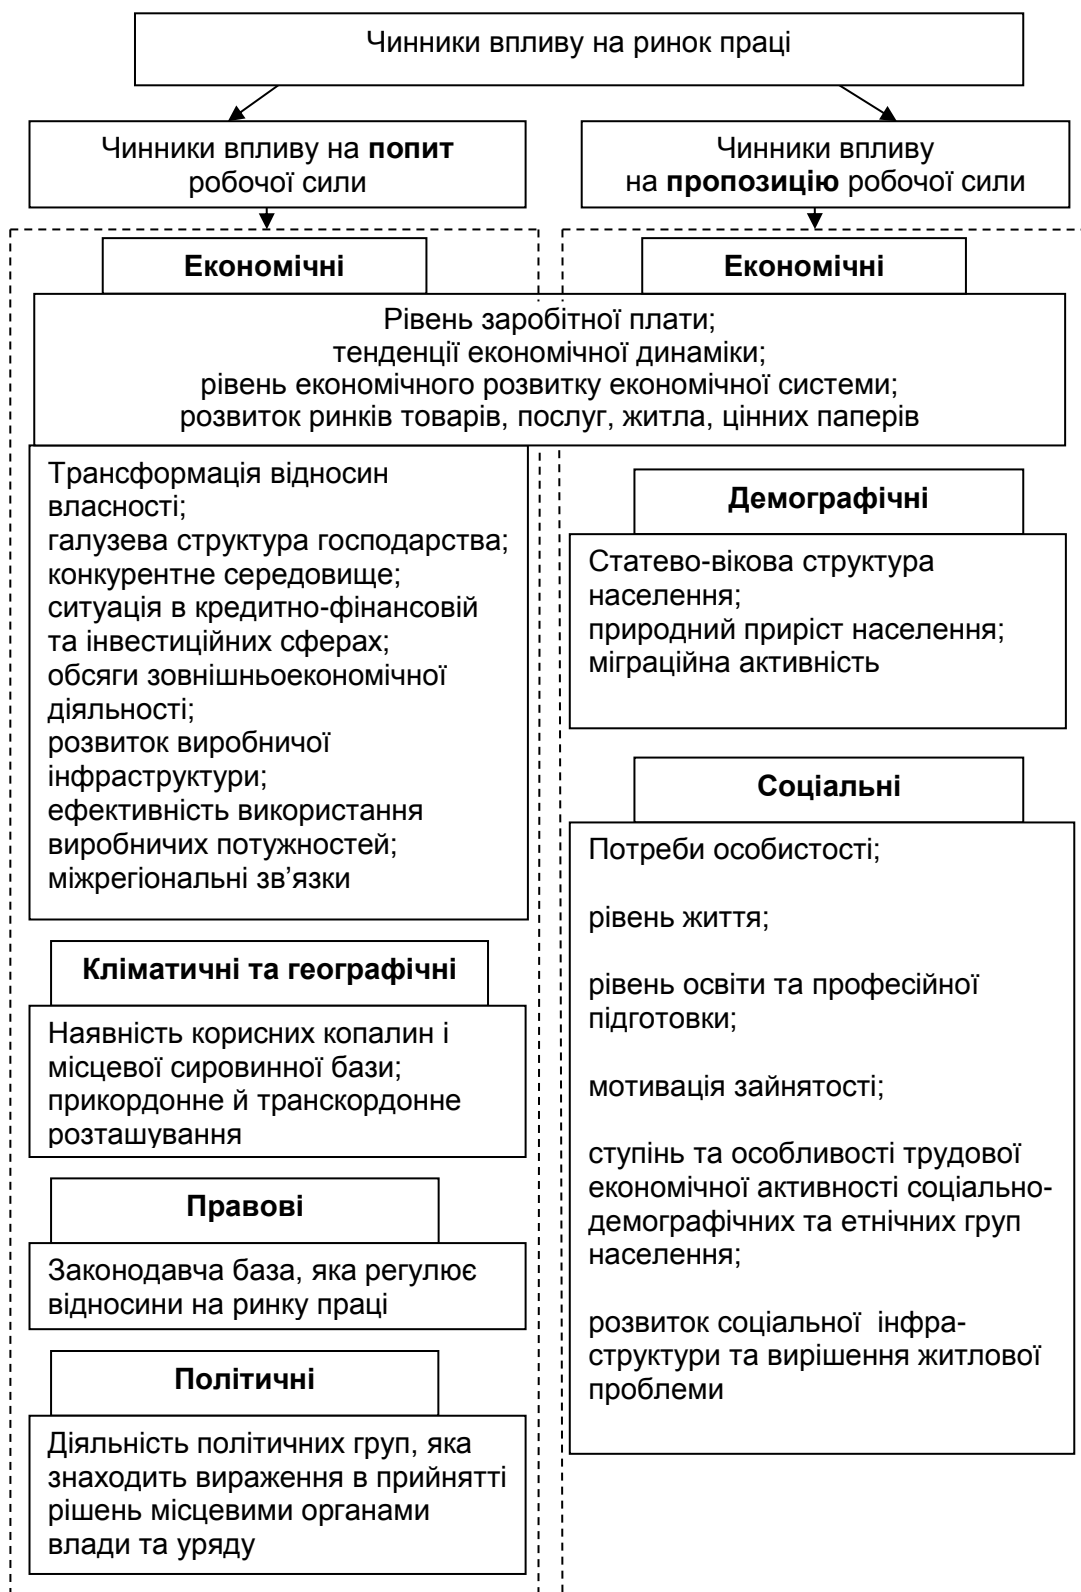 Чинники впливу на ринок праці
Чинники впливу на попит
робочої сили
Чинники впливу
на пропозицію робочої сили
Економічні
Економічні
Рівень заробітної плати;
тенденції економічної динаміки;
рівень економічного розвитку економічної системи;
розвиток ринків товарів, послуг, житла, цінних паперів
Трансформація відносин
власності;
галузева структура господарства;
конкурентне середовище;
ситуація в кредитно-фінансовій
та інвестиційних сферах;
обсяги зовнішньоекономічної
діяльності;
розвиток виробничої
інфраструктури;
ефективність використання
виробничих потужностей;
міжрегіональні зв'язки
Кліматичні та географічні
Наявність корисних копалин і
місцевої сировинної бази;
прикордонне й транскордонне
розташування
Правові
Законодавча база, яка регулює
відносини на ринку праці
Політичні
Діяльність політичних груп, яка
знаходить вираження в прийнятті
рішень місцевими органами
влади та уряду
Демографічні
Статево-вікова структура
населення;
природний приріст населення;
міграційна активність
Соціальні
Потреби особистості;
рівень життя;
рівень освіти та професійної
підготовки;
мотивація зайнятості;
ступінь та особливості трудової
економічної активності соціально-
демографічних та етнічних груп
населення;
розвиток соціальної інфра-
структури та вирішення житлової
проблеми